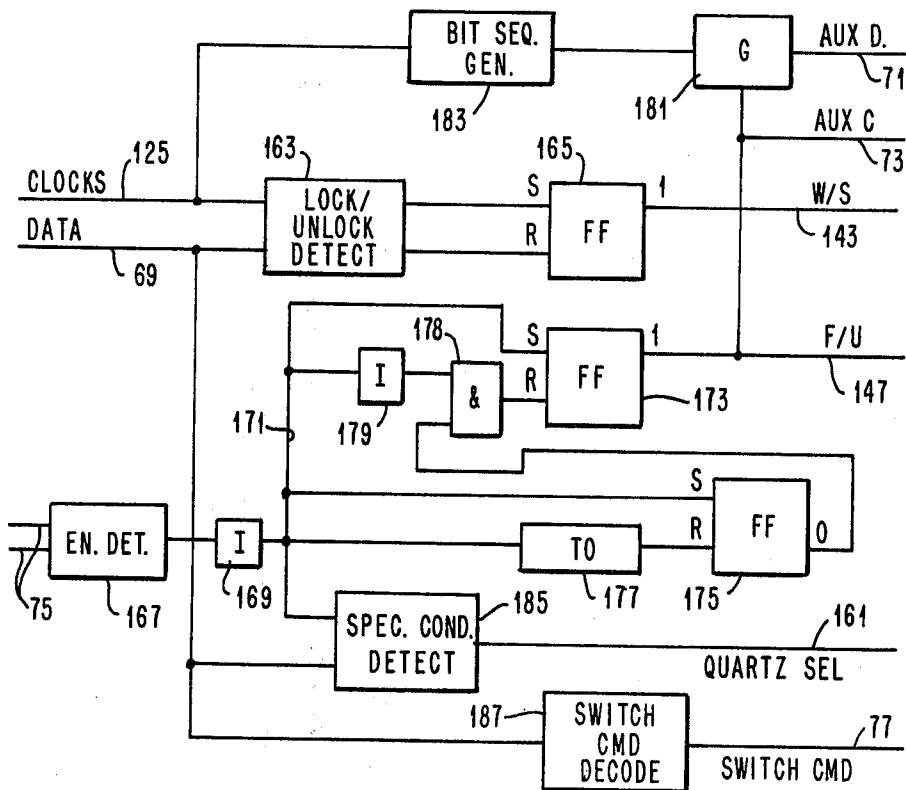 BIT SEQ.
GEN.
183
G
181
AUX D.
71
AUX C
73
125
CLOCKS
DATA
69
163
LOCK/
UNLOCK
DETECT
S
R
165
FF
1
W/S
143
171
I
179
178
&
S
R
FF
1
173
F/U
147
75
EN. DET.
167
I
169
TO
177
S
R
FF
0
175
185
SPEC. COND.
DETECT
161
QUARTZ SEL
187
SWITCH
CMD
DECODE
77
SWITCH CMD